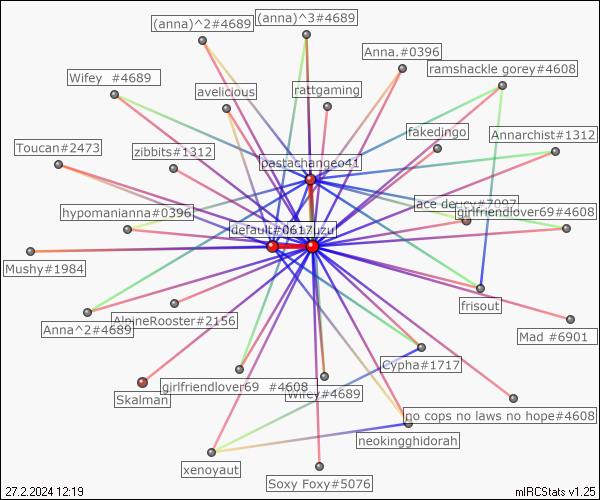 (anna)^2#4689
(anna)^3#4689
Anna.#0396
ramshackle gorey#4608
Wifey #4689
avelicious
rattgaming
fakedingo
Annarchist#1312
Toucan#2473
zibbits#1312
pastachangeo41
ace deucy#7097
hypomanianna#0396
girlfriendlover69#4608
default#0617
uzu
Mushy#1984
frisout
Anna^2#4689
AlpineRooster#2156
Mad #6901
Cypha#1717
Skalman
girlfriendlover69 #4608
Wifey#4689
no cops no laws no hope#4608
neokingghidorah
xenoyaut
Soxy Foxy#5076
27.2.2024 12:19
mIRCStats v1.25